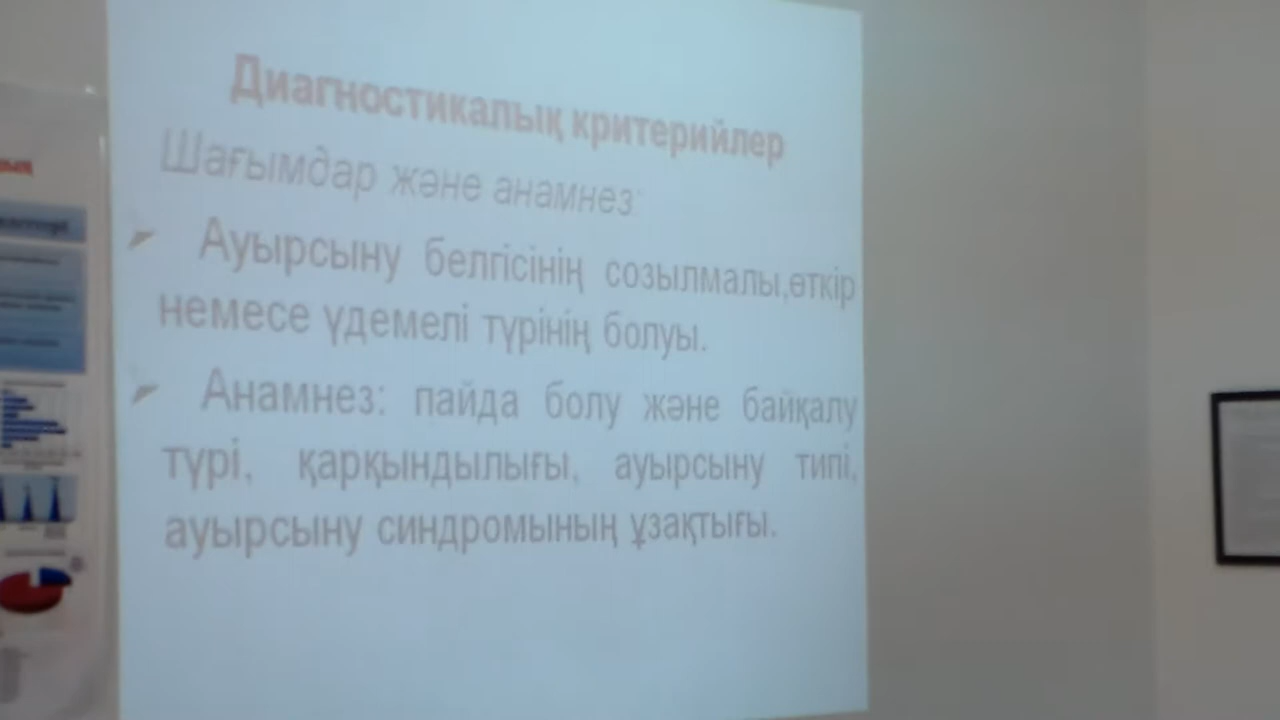 Диагностикалық критерийлер
Шағымдар және анамнез:
Ауырсыну белгісінің созылмалы,өткір
немесе үдемелі түрінің болуы.
Анамнез: пайда болу және байқалу
түрі, қарқындылығы, ауырсыну типі,
ауырсыну синдромының ұзақтығы.